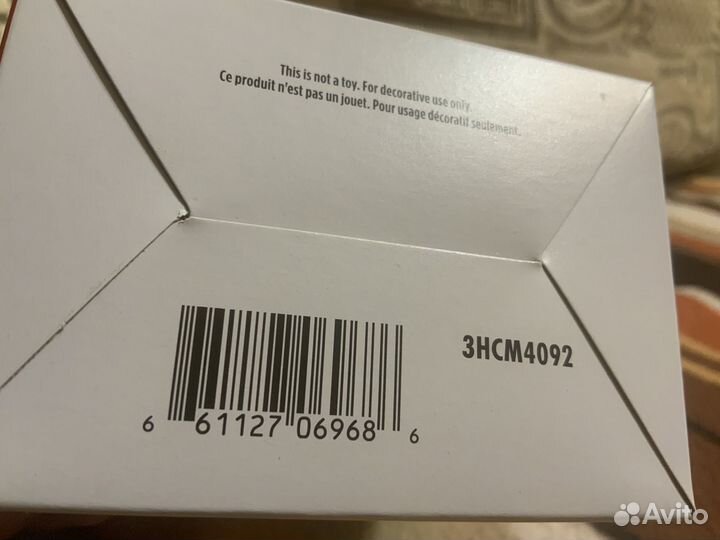 This is not a toy. For decorative use only.
Ce produit n'est pas un jouet. Pour usage décoratif seulement.
3HCM4092
6 61127 06968 6
Avito